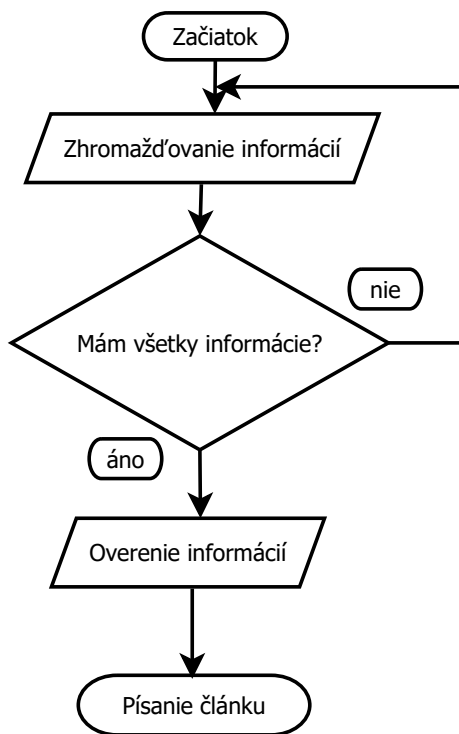 Začiatok
Zhromažďovanie informácií
nie
Mám všetky informácie?
áno
Overenie informácií
Písanie článku